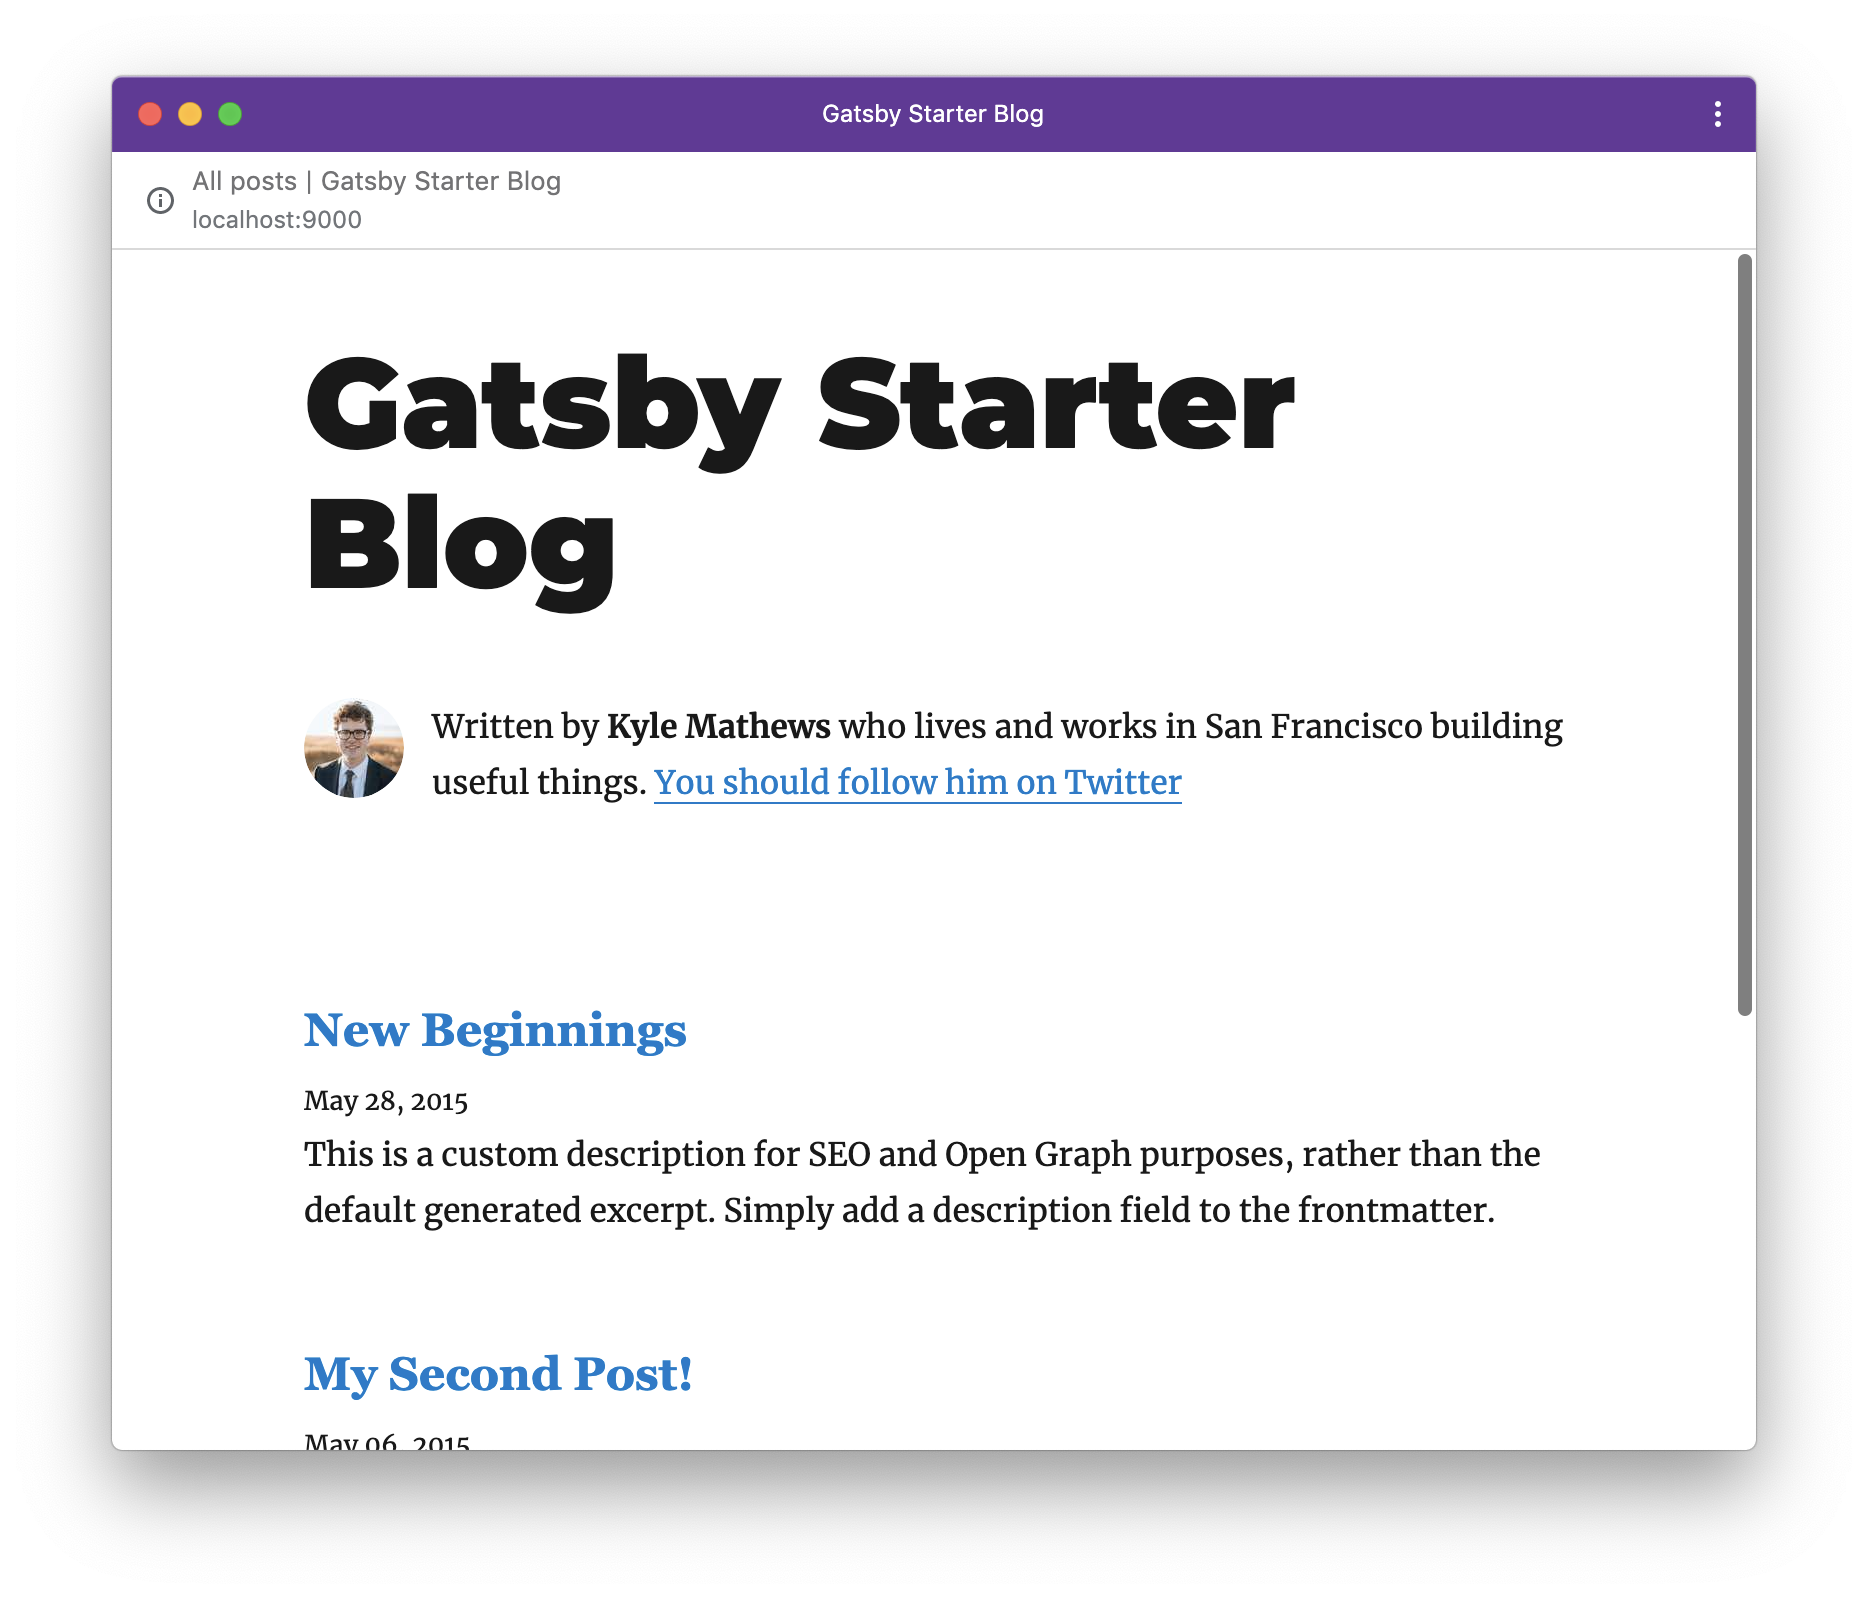 Gatsby Starter Blog
All posts | Gatsby Starter Blog
localhost:9000
Gatsby Starter
Blog
Written by Kyle Mathews who lives and works in San Francisco building
useful things. You should follow him on Twitter
New Beginnings
May 28, 2015
This is a custom description for SEO and Open Graph purposes, rather than the
default generated excerpt. Simply add a description field to the frontmatter.
My Second Post!
May 06, 2015